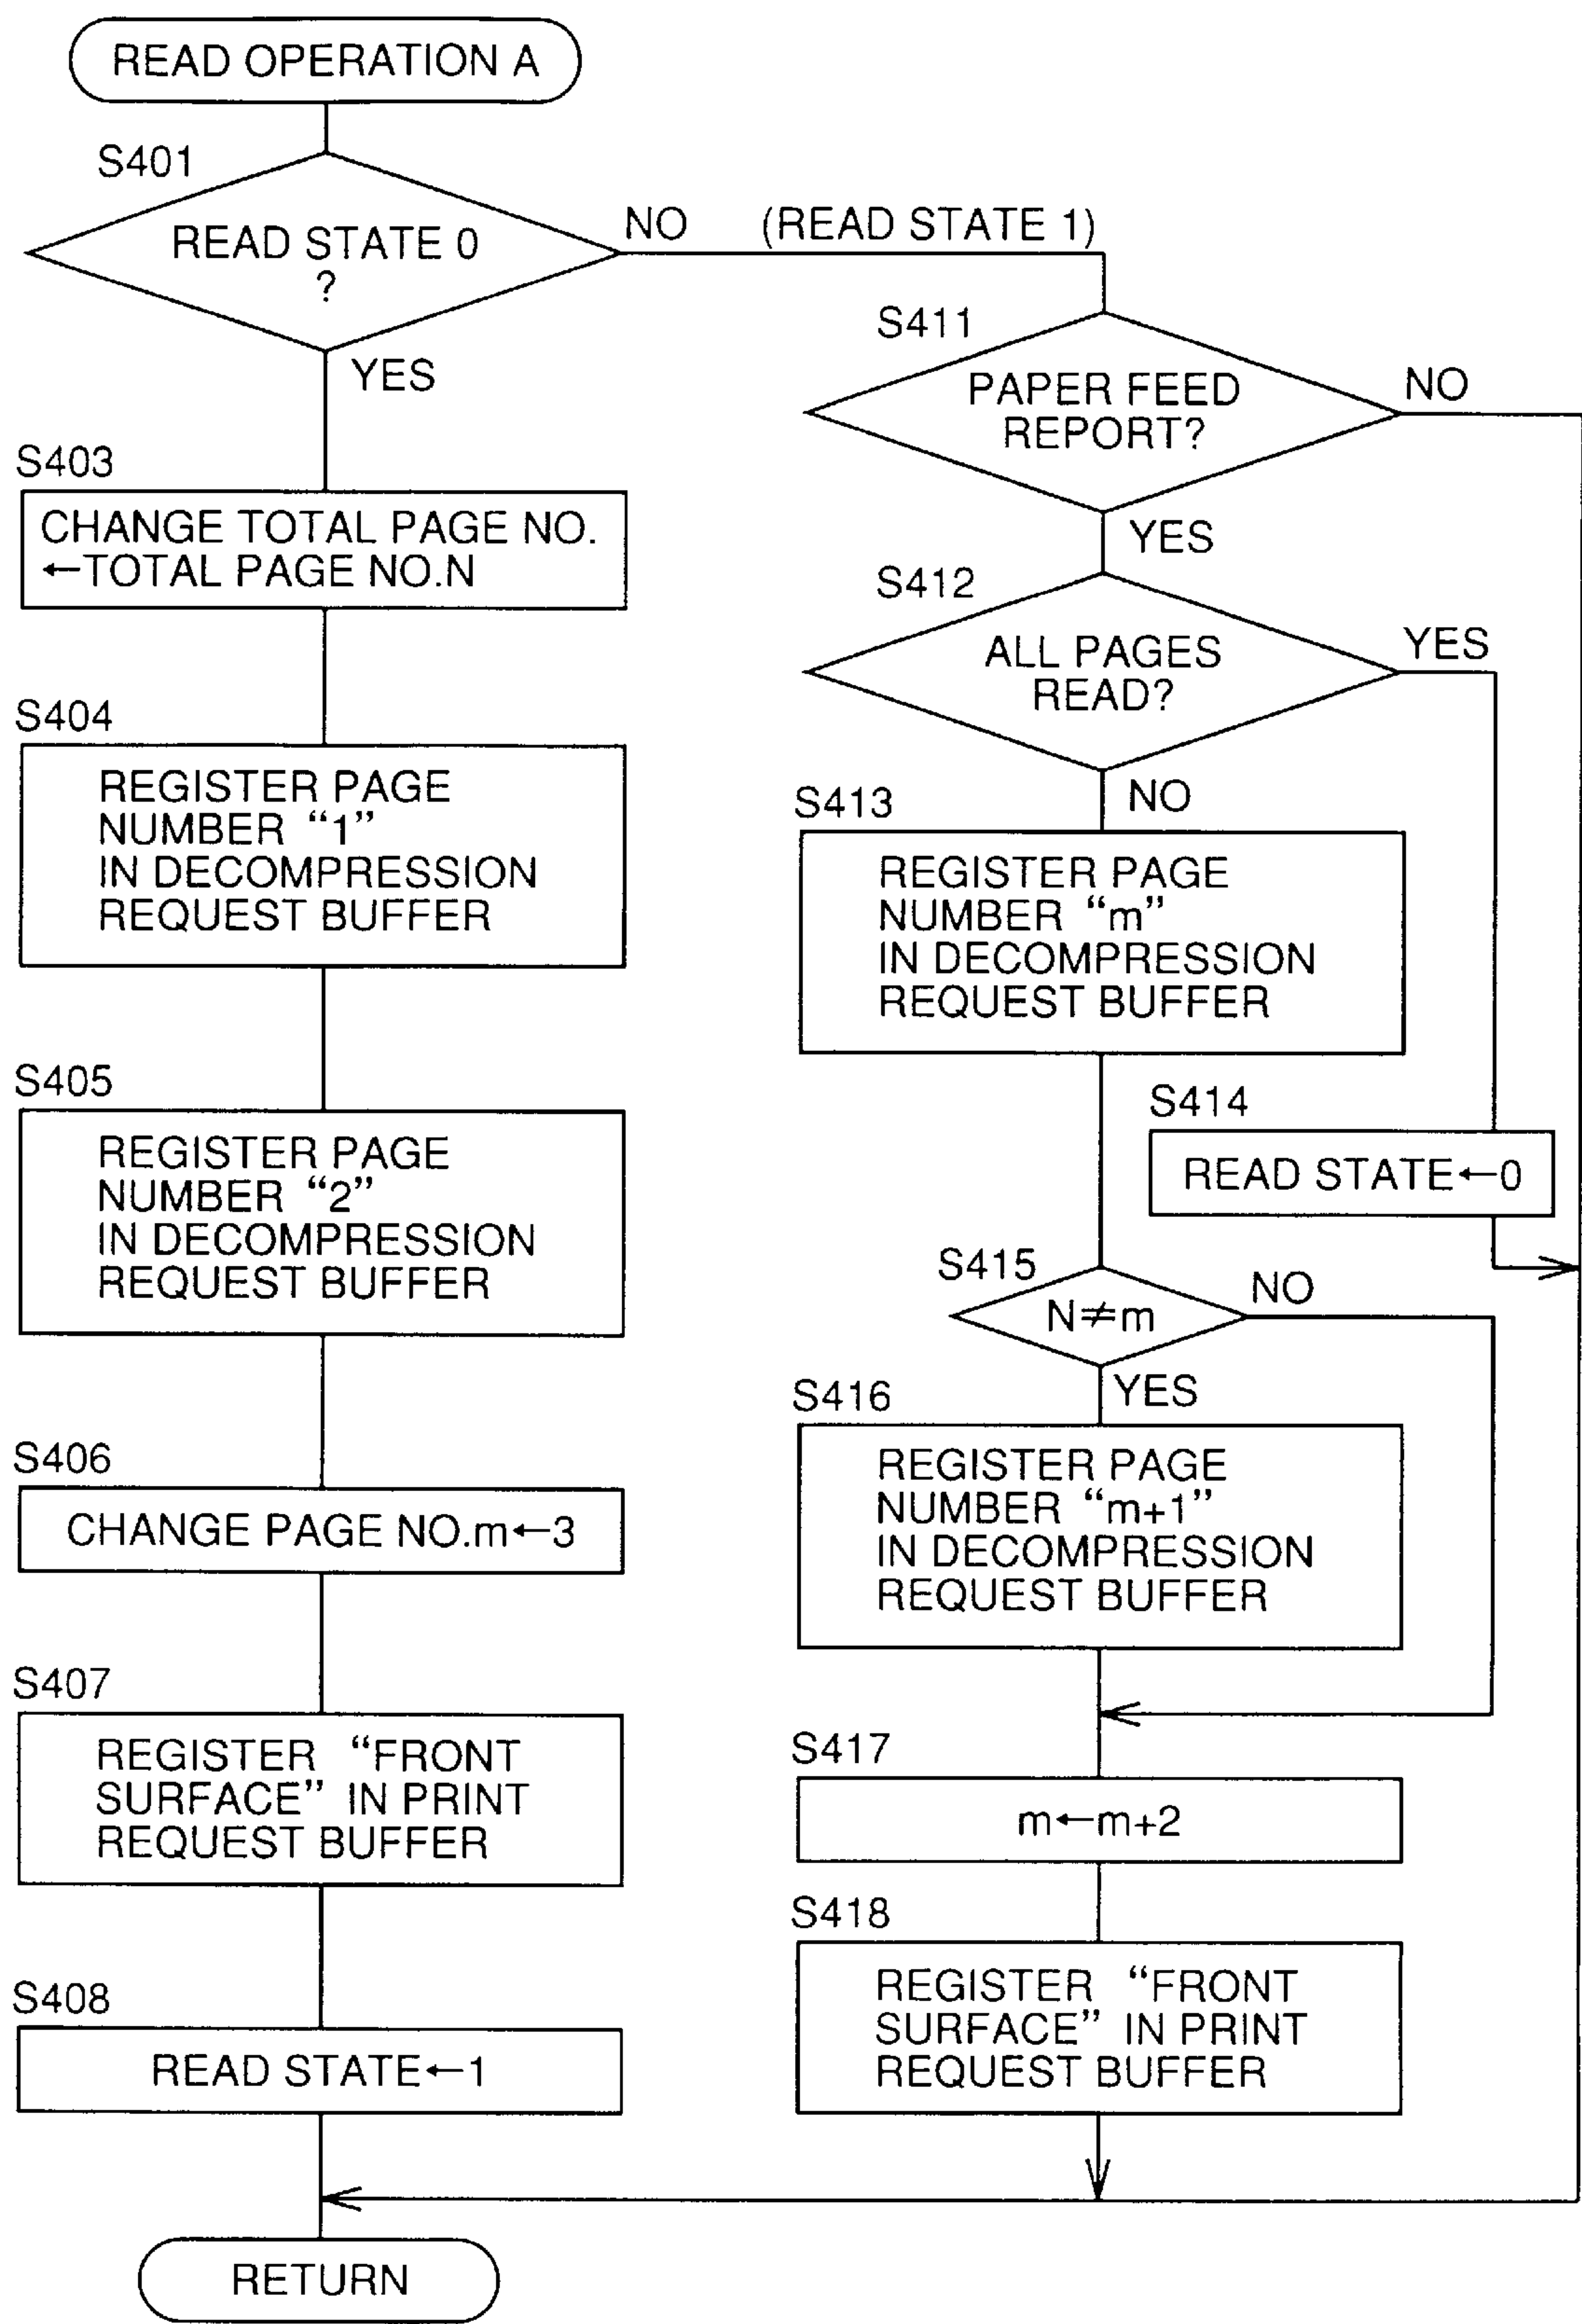 READ OPERATION A
S401
READ STATE 0
?
NO (READ STATE 1)
YES
S403
CHANGE TOTAL PAGE NO.
←TOTAL PAGE NO.N
S404
REGISTER PAGE
NUMBER “1”
IN DECOMPRESSION
REQUEST BUFFER
S405
REGISTER PAGE
NUMBER “2”
IN DECOMPRESSION
REQUEST BUFFER
S406
CHANGE PAGE NO.m←3
S407
REGISTER “FRONT
SURFACE” IN PRINT
REQUEST BUFFER
S408
READ STATE←1
S411
PAPER FEED
REPORT?
NO
YES
S412
ALL PAGES
READ?
YES
NO
S413
REGISTER PAGE
NUMBER “m”
IN DECOMPRESSION
REQUEST BUFFER
S414
READ STATE←0
S415
N≠m
NO
YES
S416
REGISTER PAGE
NUMBER “m+1”
IN DECOMPRESSION
REQUEST BUFFER
S417
m←m+2
S418
REGISTER “FRONT
SURFACE” IN PRINT
REQUEST BUFFER
RETURN